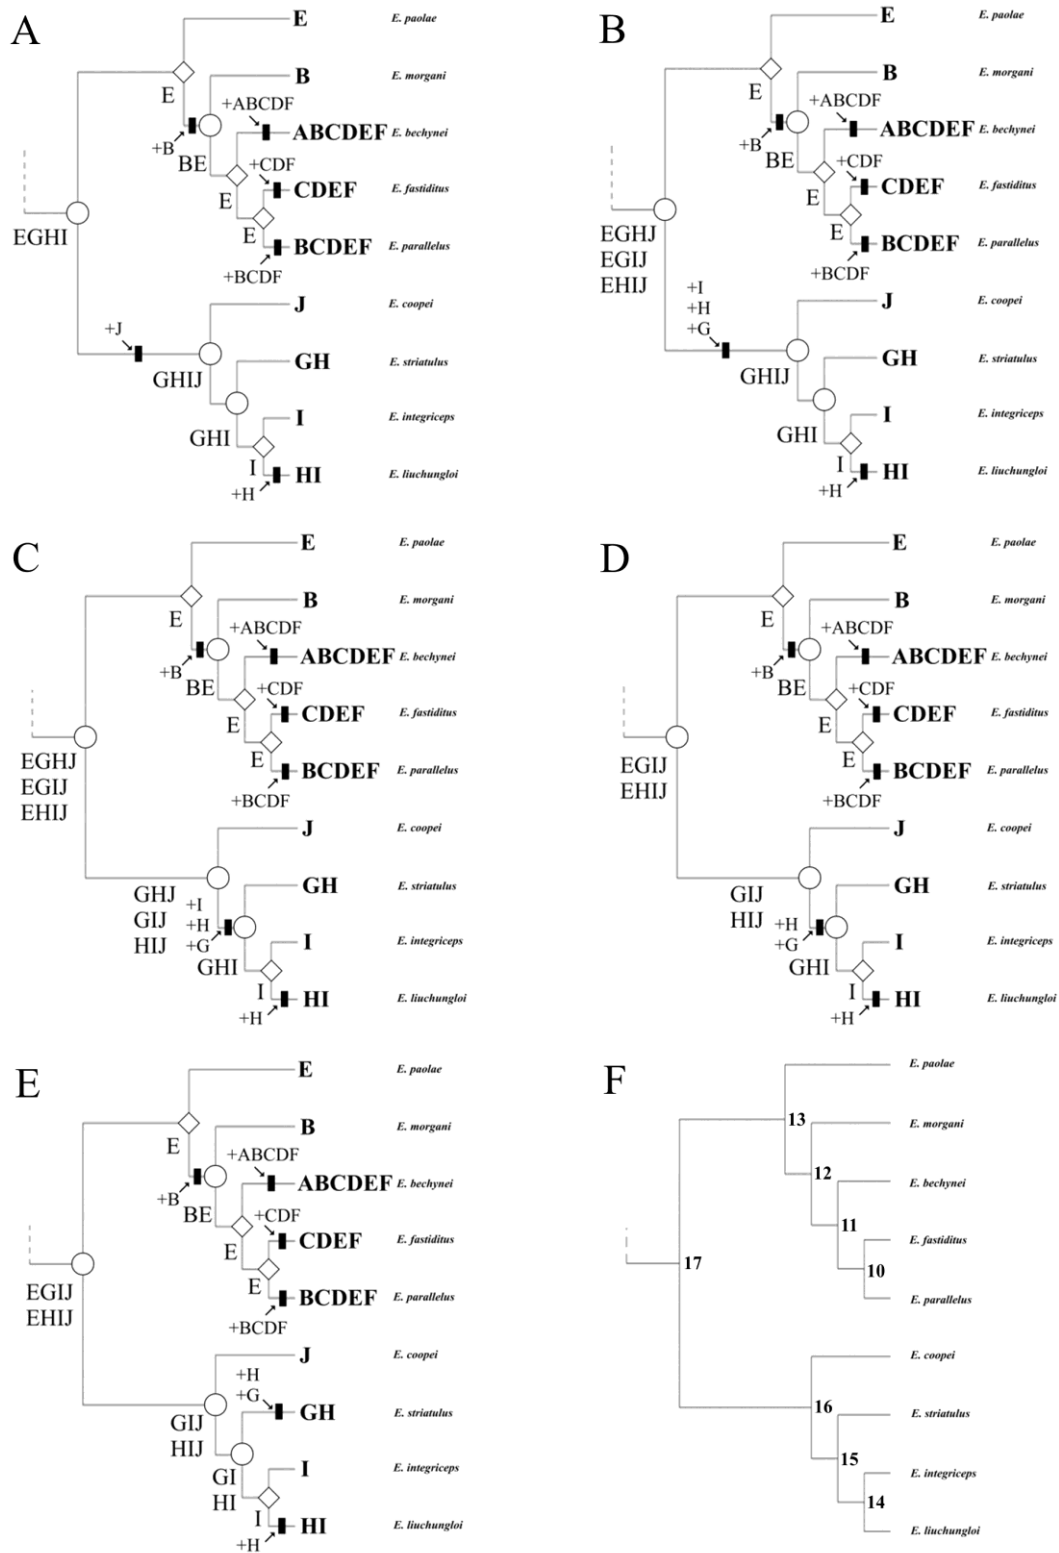 A
E
E. paolae
E
B
E. morgani
+ABCDF
+B
BE
ABCDEF
E. bechynei
+CDF
E
CDEF
E. fastiditus
E
BCDEF
E. parallelus
+BCDF
EGHI
J
E. coopei
+J
GHIJ
GH
E. striatulus
GHI
I
E. integriceps
I
HI
E. liuchungloi
+H
B
E
E. paolae
E
B
E. morgani
+ABCDF
+B
BE
ABCDEF
E. bechynei
+CDF
E
CDEF
E. fastiditus
E
BCDEF
E. parallelus
+BCDF
EGHJ
EGIJ
EHIJ
+I
+H
+G
J
E. coopei
GHIJ
GH
E. striatulus
GHI
I
E. integriceps
I
HI
E. liuchungloi
+H
C
E
E. paolae
E
B
E. morgani
+ABCDF
+B
BE
ABCDEF
E. bechynei
+CDF
E
CDEF
E. fastiditus
E
BCDEF
E. parallelus
+BCDF
EGHJ
EGIJ
EHIJ
J
E. coopei
GHJ
GIJ
HIJ
+I
+H
+G
GH
E. striatulus
GHI
I
E. integriceps
I
HI
E. liuchungloi
+H
D
E
E. paolae
E
B
E. morgani
+ABCDF
+B
BE
ABCDEF
E. bechynei
+CDF
E
CDEF
E. fastiditus
E
BCDEF
E. parallelus
+BCDF
EGIJ
EHIJ
J
E. coopei
GIJ
HIJ
+H
+G
GH
E. striatulus
GHI
I
E. integriceps
I
HI
E. liuchungloi
+H
E
E
E. paolae
E
B
E. morgani
+ABCDF
+B
BE
ABCDEF
E. bechynei
+CDF
E
CDEF
E. fastiditus
E
BCDEF
E. parallelus
+BCDF
EGIJ
EHIJ
J
E. coopei
+H
+G
GIJ
HIJ
GH
E. striatulus
GI
HI
I
E. integriceps
I
HI
E. liuchungloi
+H
F
E. paolae
13
E. morgani
12
E. bechynei
11
E. fastiditus
10
E. parallelus
17
E. coopei
16
E. striatulus
15
E. integriceps
14
E. liuchungloi